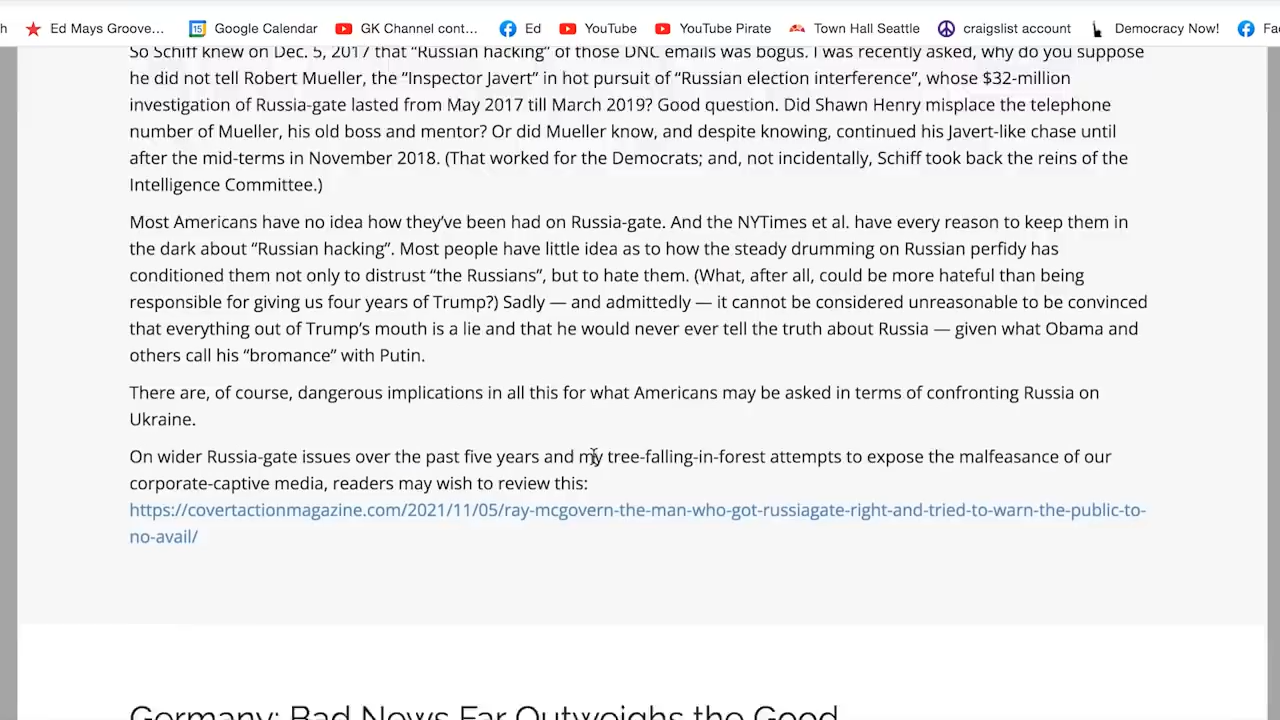 h Ed Mays Groove... 15 Google Calendar GK Channel cont... Ed YouTube YouTube Pirate Town Hall Seattle craigslist account Democracy Now! Fa
So Schiff knew on Dec. 5, 2017 that “Russian hacking” of those DNC emails was bogus. I was recently asked, why do you suppose
he did not tell Robert Mueller, the “Inspector Javert” in hot pursuit of “Russian election interference”, whose $32-million
investigation of Russia-gate lasted from May 2017 till March 2019? Good question. Did Shawn Henry misplace the telephone
number of Mueller, his old boss and mentor? Or did Mueller know, and despite knowing, continued his Javert-like chase until
after the mid-terms in November 2018. (That worked for the Democrats; and, not incidentally, Schiff took back the reins of the
Intelligence Committee.)
Most Americans have no idea how they’ve been had on Russia-gate. And the NYTimes et al. have every reason to keep them in
the dark about “Russian hacking”. Most people have little idea as to how the steady drumming on Russian perfidy has
conditioned them not only to distrust “the Russians”, but to hate them. (What, after all, could be more hateful than being
responsible for giving us four years of Trump?) Sadly — and admittedly — it cannot be considered unreasonable to be convinced
that everything out of Trump’s mouth is a lie and that he would never ever tell the truth about Russia — given what Obama and
others call his “bromance” with Putin.
There are, of course, dangerous implications in all this for what Americans may be asked in terms of confronting Russia on
Ukraine.
On wider Russia-gate issues over the past five years and my tree-falling-in-forest attempts to expose the malfeasance of our
corporate-captive media, readers may wish to review this:
https://covertactionmagazine.com/2021/11/05/ray-mcgovern-the-man-who-got-russiagate-right-and-tried-to-warn-the-public-to-
no-avail/
Germany: Bad News Far Outweighs the Good